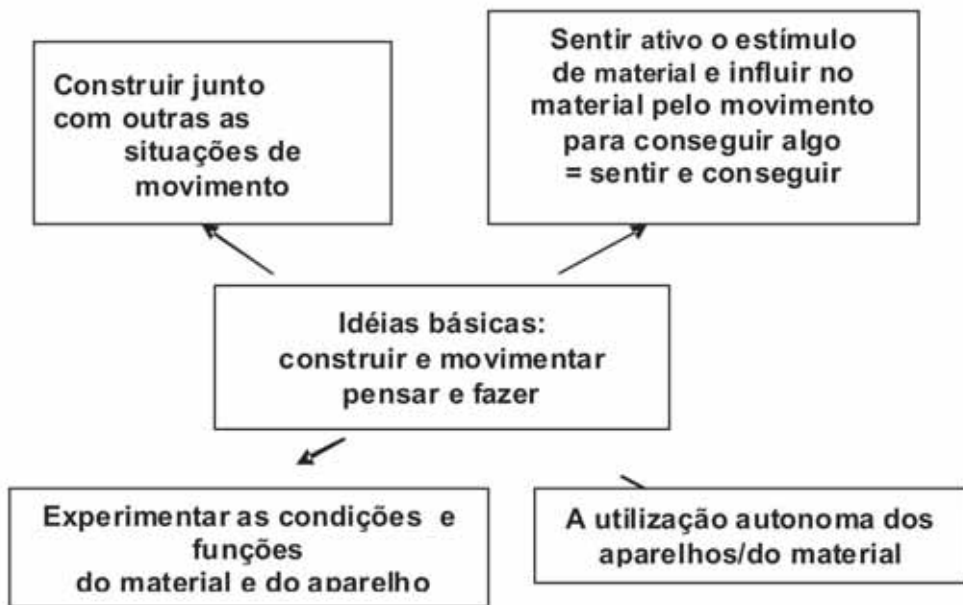 Construir junto
com outras as
situações de
movimento
Sentir ativo o estímulo
de material e influir no
material pelo movimento
para conseguir algo
= sentir e conseguir
Idéias básicas:
construir e movimentar
pensar e fazer
Experimentar as condições e
funções
do material e do aparelho
A utilização autonoma dos
aparelhos/do material